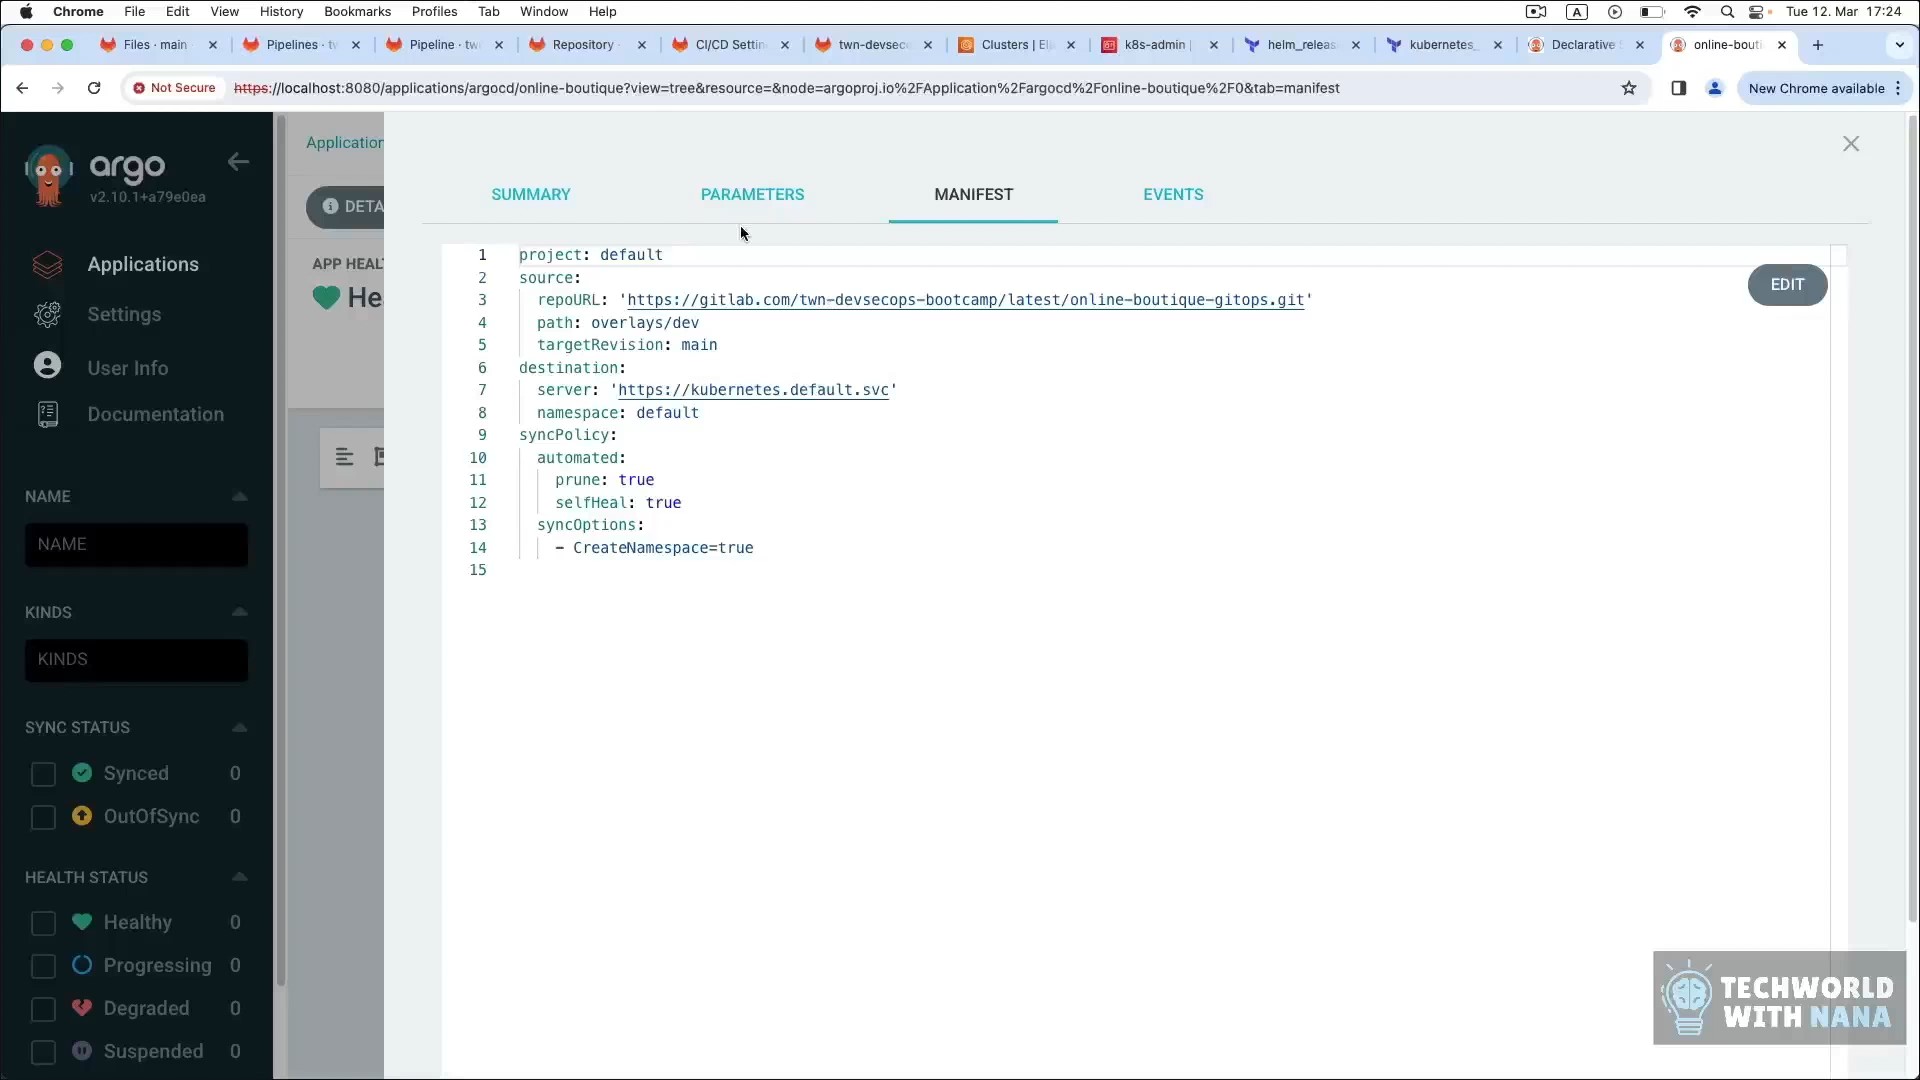 Chrome File Edit View History Bookmarks Profiles Tab Window Help A Tue 12. Mar 17:24
Files · main Pipelines · tw Pipeline · tw Repository · CI/CD Settin twn-devsec Clusters | El k8s-admin | helm_releas kubernetes_ Declarative online-bouti
Not Secure https://localhost:8080/applications/argocd/online-boutique?view=tree&resource=&node=argoproj.io%2FApplication%2Fargocd%2Fonline-boutique%2F0&tab=manifest New Chrome available
argo
v2.10.1+a79e0ea
Applications
Settings
User Info
Documentation
NAME
NAME
KINDS
KINDS
SYNC STATUS
Synced 0
OutOfSync 0
HEALTH STATUS
Healthy 0
Progressing 0
Degraded 0
Suspended 0
Application
DETA
APP HEAL
He
SUMMARY PARAMETERS MANIFEST EVENTS
1 project: default
2 source:
3 repoURL: 'https://gitlab.com/twn-devsecops-bootcamp/latest/online-boutique-gitops.git'
4 path: overlays/dev
5 targetRevision: main
6 destination:
7 server: 'https://kubernetes.default.svc'
8 namespace: default
9 syncPolicy:
10 automated:
11 prune: true
12 selfHeal: true
13 syncOptions:
14 - CreateNamespace=true
15
EDIT
TECHWORLD
WITH NANA